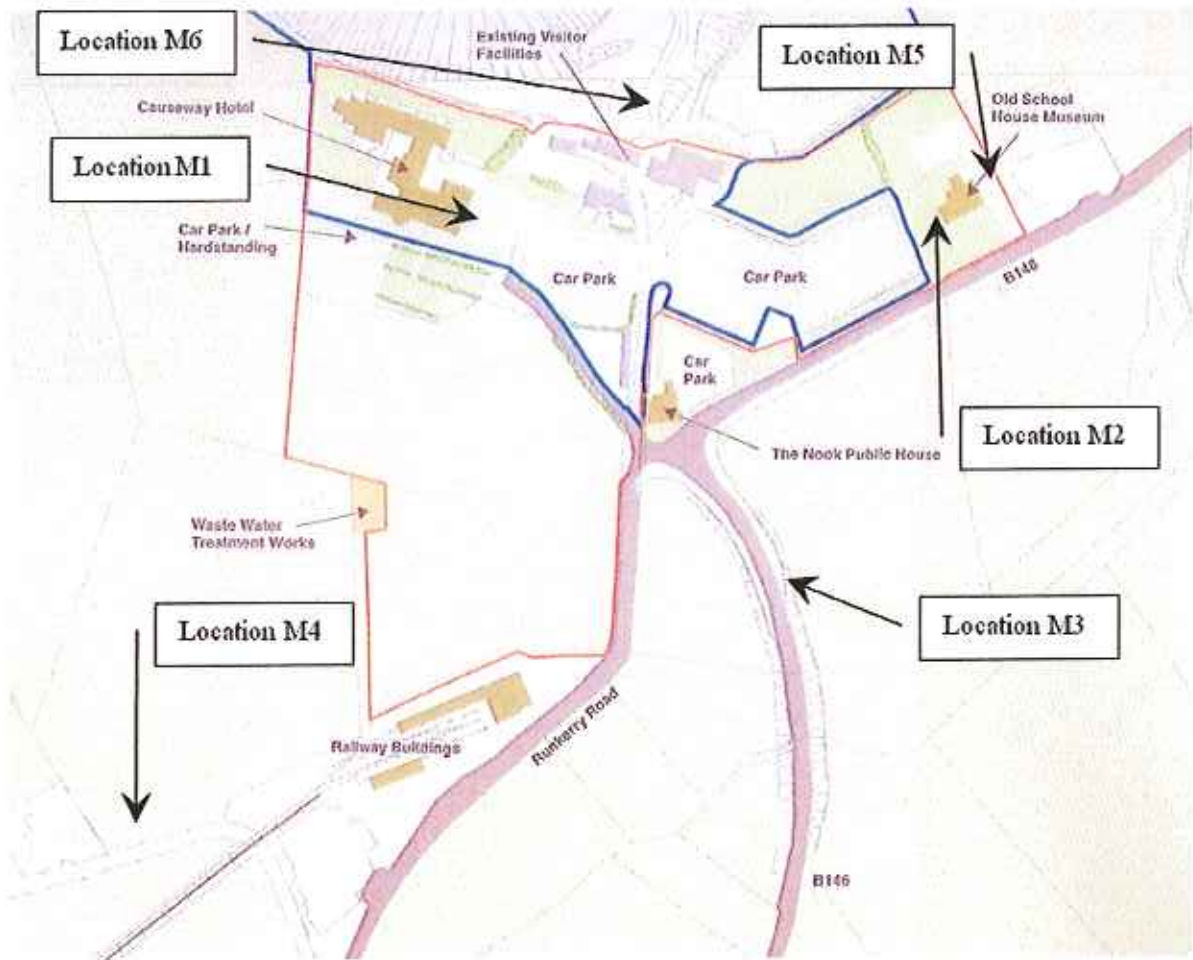 Location M6
Existing Visitor
Facilities
Location M5
Causeway Hotel
Old School
House Museum
Location M1
Car Park /
Hardstanding
Car Park
Car Park
B146
Car
Park
The Nook Public House
Location M2
Waste Water
Treatment Works
Location M4
Location M3
Runkerry Road
Railway Buildings
B146